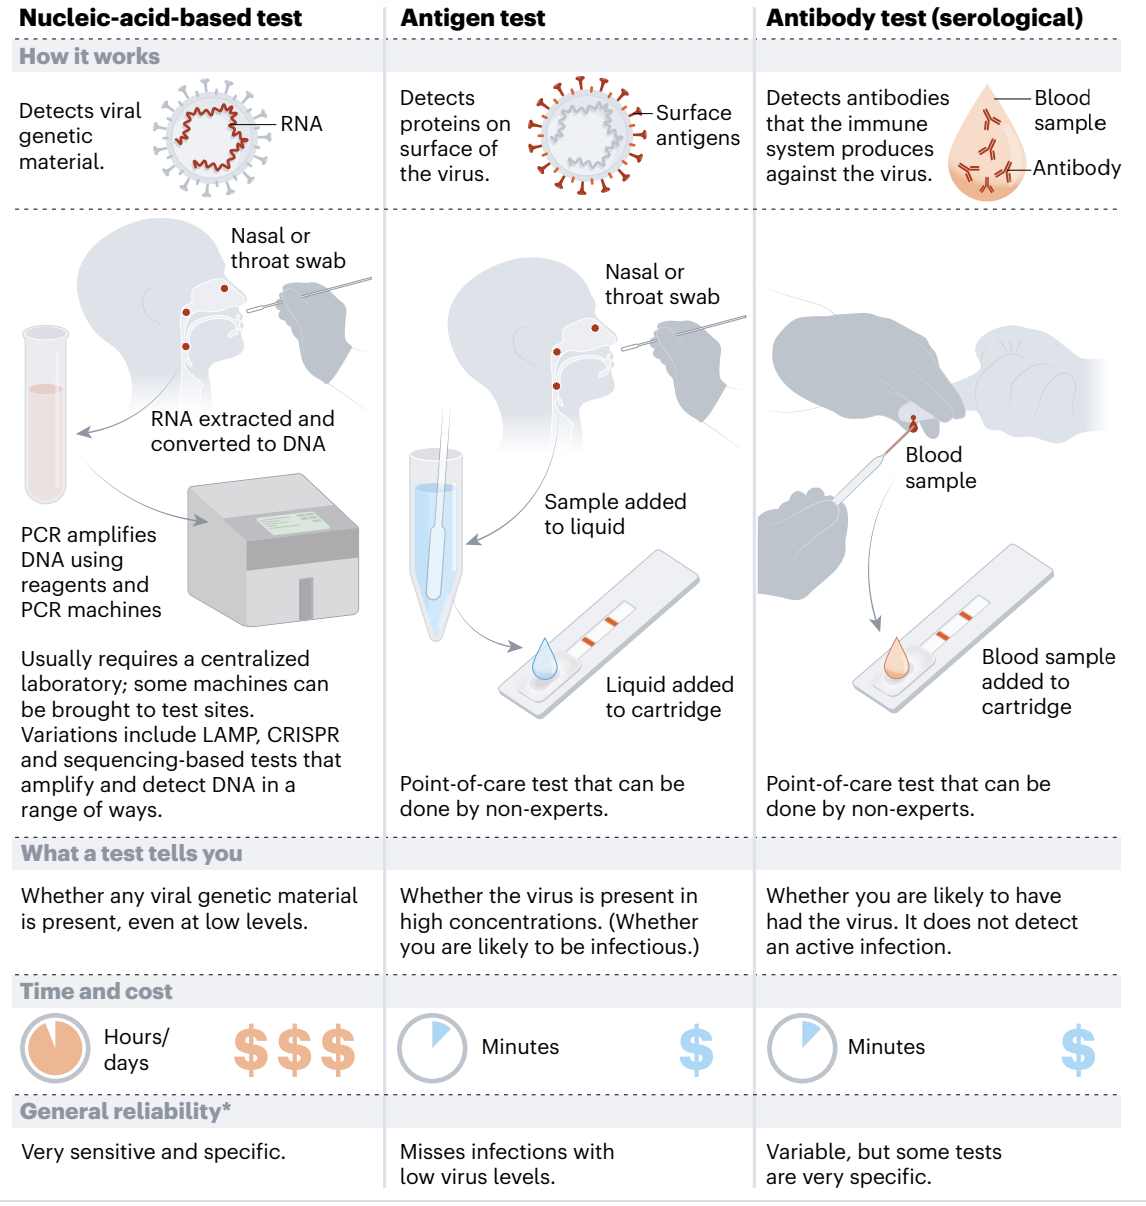 Nucleic-acid-based test
Antigen test
Antibody test (serological)
How it works
Detects viral
genetic
material.
RNA
Detects
proteins on
surface of
the virus.
Surface
antigens
Detects antibodies
that the immune
system produces
against the virus.
Blood
sample
Antibody
Nasal or
throat swab
RNA extracted and
converted to DNA
PCR amplifies
DNA using
reagents and
PCR machines
Usually requires a centralized
laboratory; some machines can
be brought to test sites.
Variations include LAMP, CRISPR
and sequencing-based tests that
amplify and detect DNA in a
range of ways.
Nasal or
throat swab
Sample added
to liquid
Liquid added
to cartridge
Point-of-care test that can be
done by non-experts.
Blood
sample
Blood sample
added to
cartridge
Point-of-care test that can be
done by non-experts.
What a test tells you
Whether any viral genetic material
is present, even at low levels.
Whether the virus is present in
high concentrations. (Whether
you are likely to be infectious.)
Whether you are likely to have
had the virus. It does not detect
an active infection.
Time and cost
Hours/
days
$ $ $
Minutes
$
Minutes
$
General reliability*
Very sensitive and specific.
Misses infections with
low virus levels.
Variable, but some tests
are very specific.